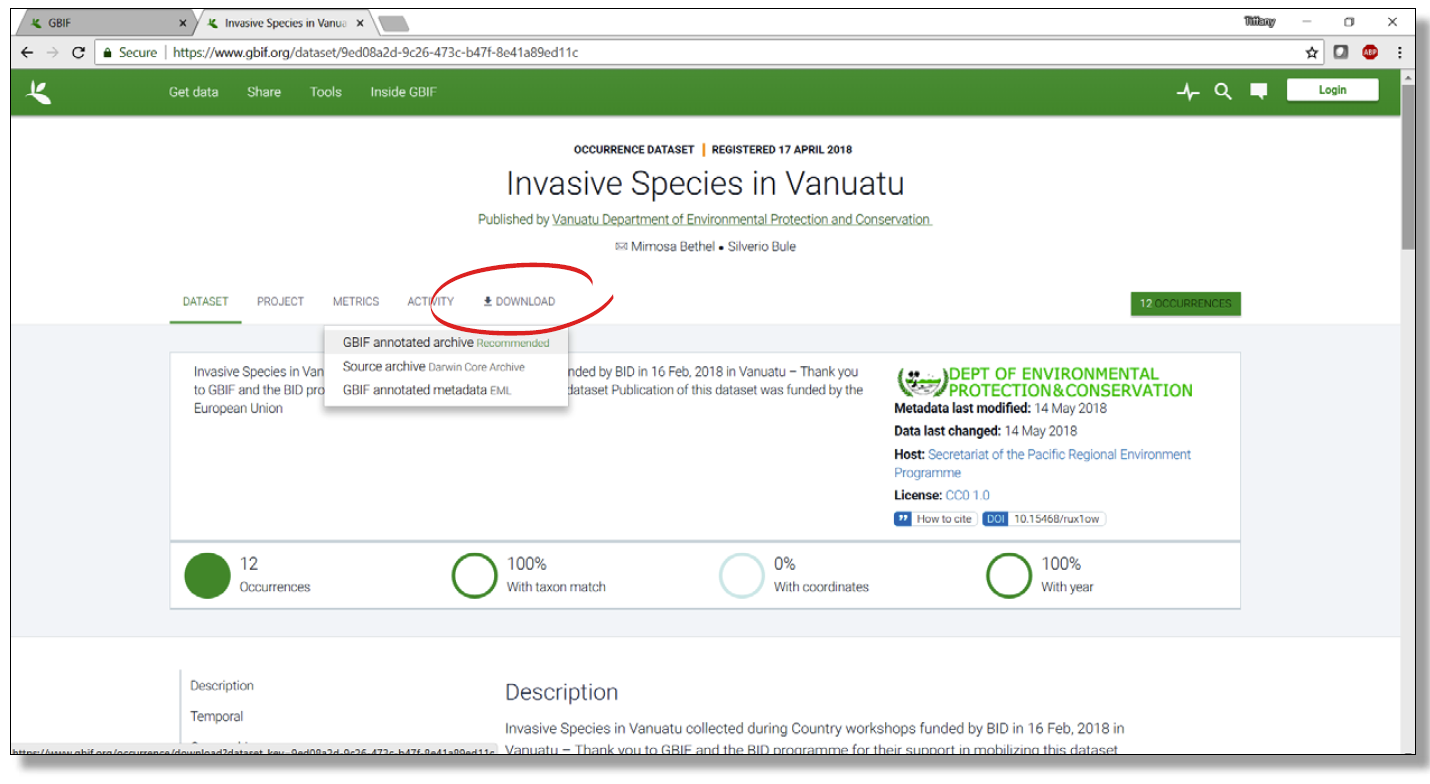 GBIF
Invasive Species in Vanua
Tiffany
Secure https://www.gbif.org/dataset/9ed08a2d-9c26-473c-b47f-8e41a89ed11c
ABP
Get data Share Tools Inside GBIF
Login
OCCURRENCE DATASET | REGISTERED 17 APRIL 2018
Invasive Species in Vanuatu
Published by Vanuatu Department of Environmental Protection and Conservation
Mimosa Bethel • Silverio Bule
DATASET PROJECT METRICS ACTIVITY DOWNLOAD
12 OCCURRENCES
GBIF annotated archive Recommended
Source archive Darwin Core Archive
GBIF annotated metadata EML
Invasive Species in Van nded by BID in 16 Feb, 2018 in Vanuatu – Thank you
to GBIF and the BID pro dataset Publication of this dataset was funded by the
European Union
DEPT OF ENVIRONMENTAL
PROTECTION&CONSERVATION
Metadata last modified: 14 May 2018
Data last changed: 14 May 2018
Host: Secretariat of the Pacific Regional Environment
Programme
License: CC0 1.0
How to cite DOI 10.15468/rux1ow
12
Occurrences
100%
With taxon match
0%
With coordinates
100%
With year
Description
Temporal
Description
Invasive Species in Vanuatu collected during Country workshops funded by BID in 16 Feb, 2018 in
Vanuatu – Thank you to GBIF and the BID programme for their support in mobilizing this dataset
https://www.gbif.org/occurrence/download?dataset_key=9ed08a2d-9c26-473c-b47f-8e41a89ed11c